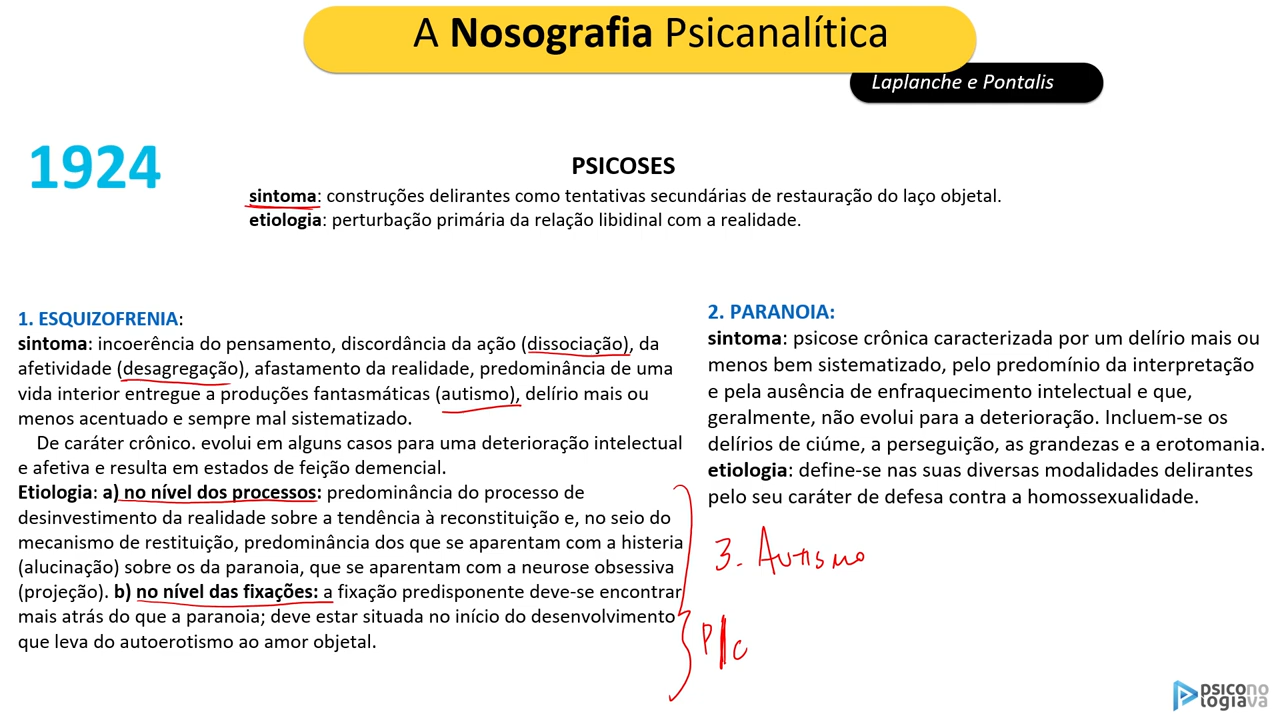 A Nosografia Psicanalítica
Laplanche e Pontalis
1924
PSICOSES
sintoma: construções delirantes como tentativas secundárias de restauração do laço objetal.
etiologia: perturbação primária da relação libidinal com a realidade.
1. ESQUIZOFRENIA:
sintoma: incoerência do pensamento, discordância da ação (dissociação), da
afetividade (desagregação), afastamento da realidade, predominância de uma
vida interior entregue a produções fantasmáticas (autismo), delírio mais ou
menos acentuado e sempre mal sistematizado.
De caráter crônico. evolui em alguns casos para uma deterioração intelectual
e afetiva e resulta em estados de feição demencial.
Etiologia: a) no nível dos processos: predominância do processo de
desinvestimento da realidade sobre a tendência à reconstituição e, no seio do
mecanismo de restituição, predominância dos que se aparentam com a histeria
(alucinação) sobre os da paranoia, que se aparentam com a neurose obsessiva
(projeção). b) no nível das fixações: a fixação predisponente deve-se encontrar
mais atrás do que a paranoia; deve estar situada no início do desenvolvimento
que leva do autoerotismo ao amor objetal.
2. PARANOIA:
sintoma: psicose crônica caracterizada por um delírio mais ou
menos bem sistematizado, pelo predomínio da interpretação
e pela ausência de enfraquecimento intelectual e que,
geralmente, não evolui para a deterioração. Incluem-se os
delírios de ciúme, a perseguição, as grandezas e a erotomania.
etiologia: define-se nas suas diversas modalidades delirantes
pelo seu caráter de defesa contra a homossexualidade.
3. Autismo
P/c
psicono
logiava